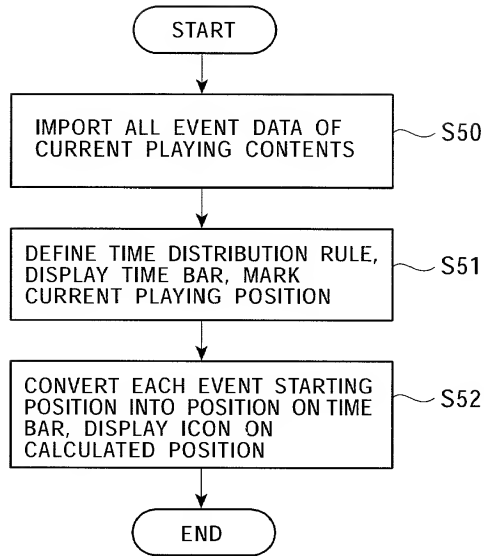 START
IMPORT ALL EVENT DATA OF
CURRENT PLAYING CONTENTS
S50
DEFINE TIME DISTRIBUTION RULE,
DISPLAY TIME BAR, MARK
CURRENT PLAYING POSITION
S51
CONVERT EACH EVENT STARTING
POSITION INTO POSITION ON TIME
BAR, DISPLAY ICON ON
CALCULATED POSITION
S52
END